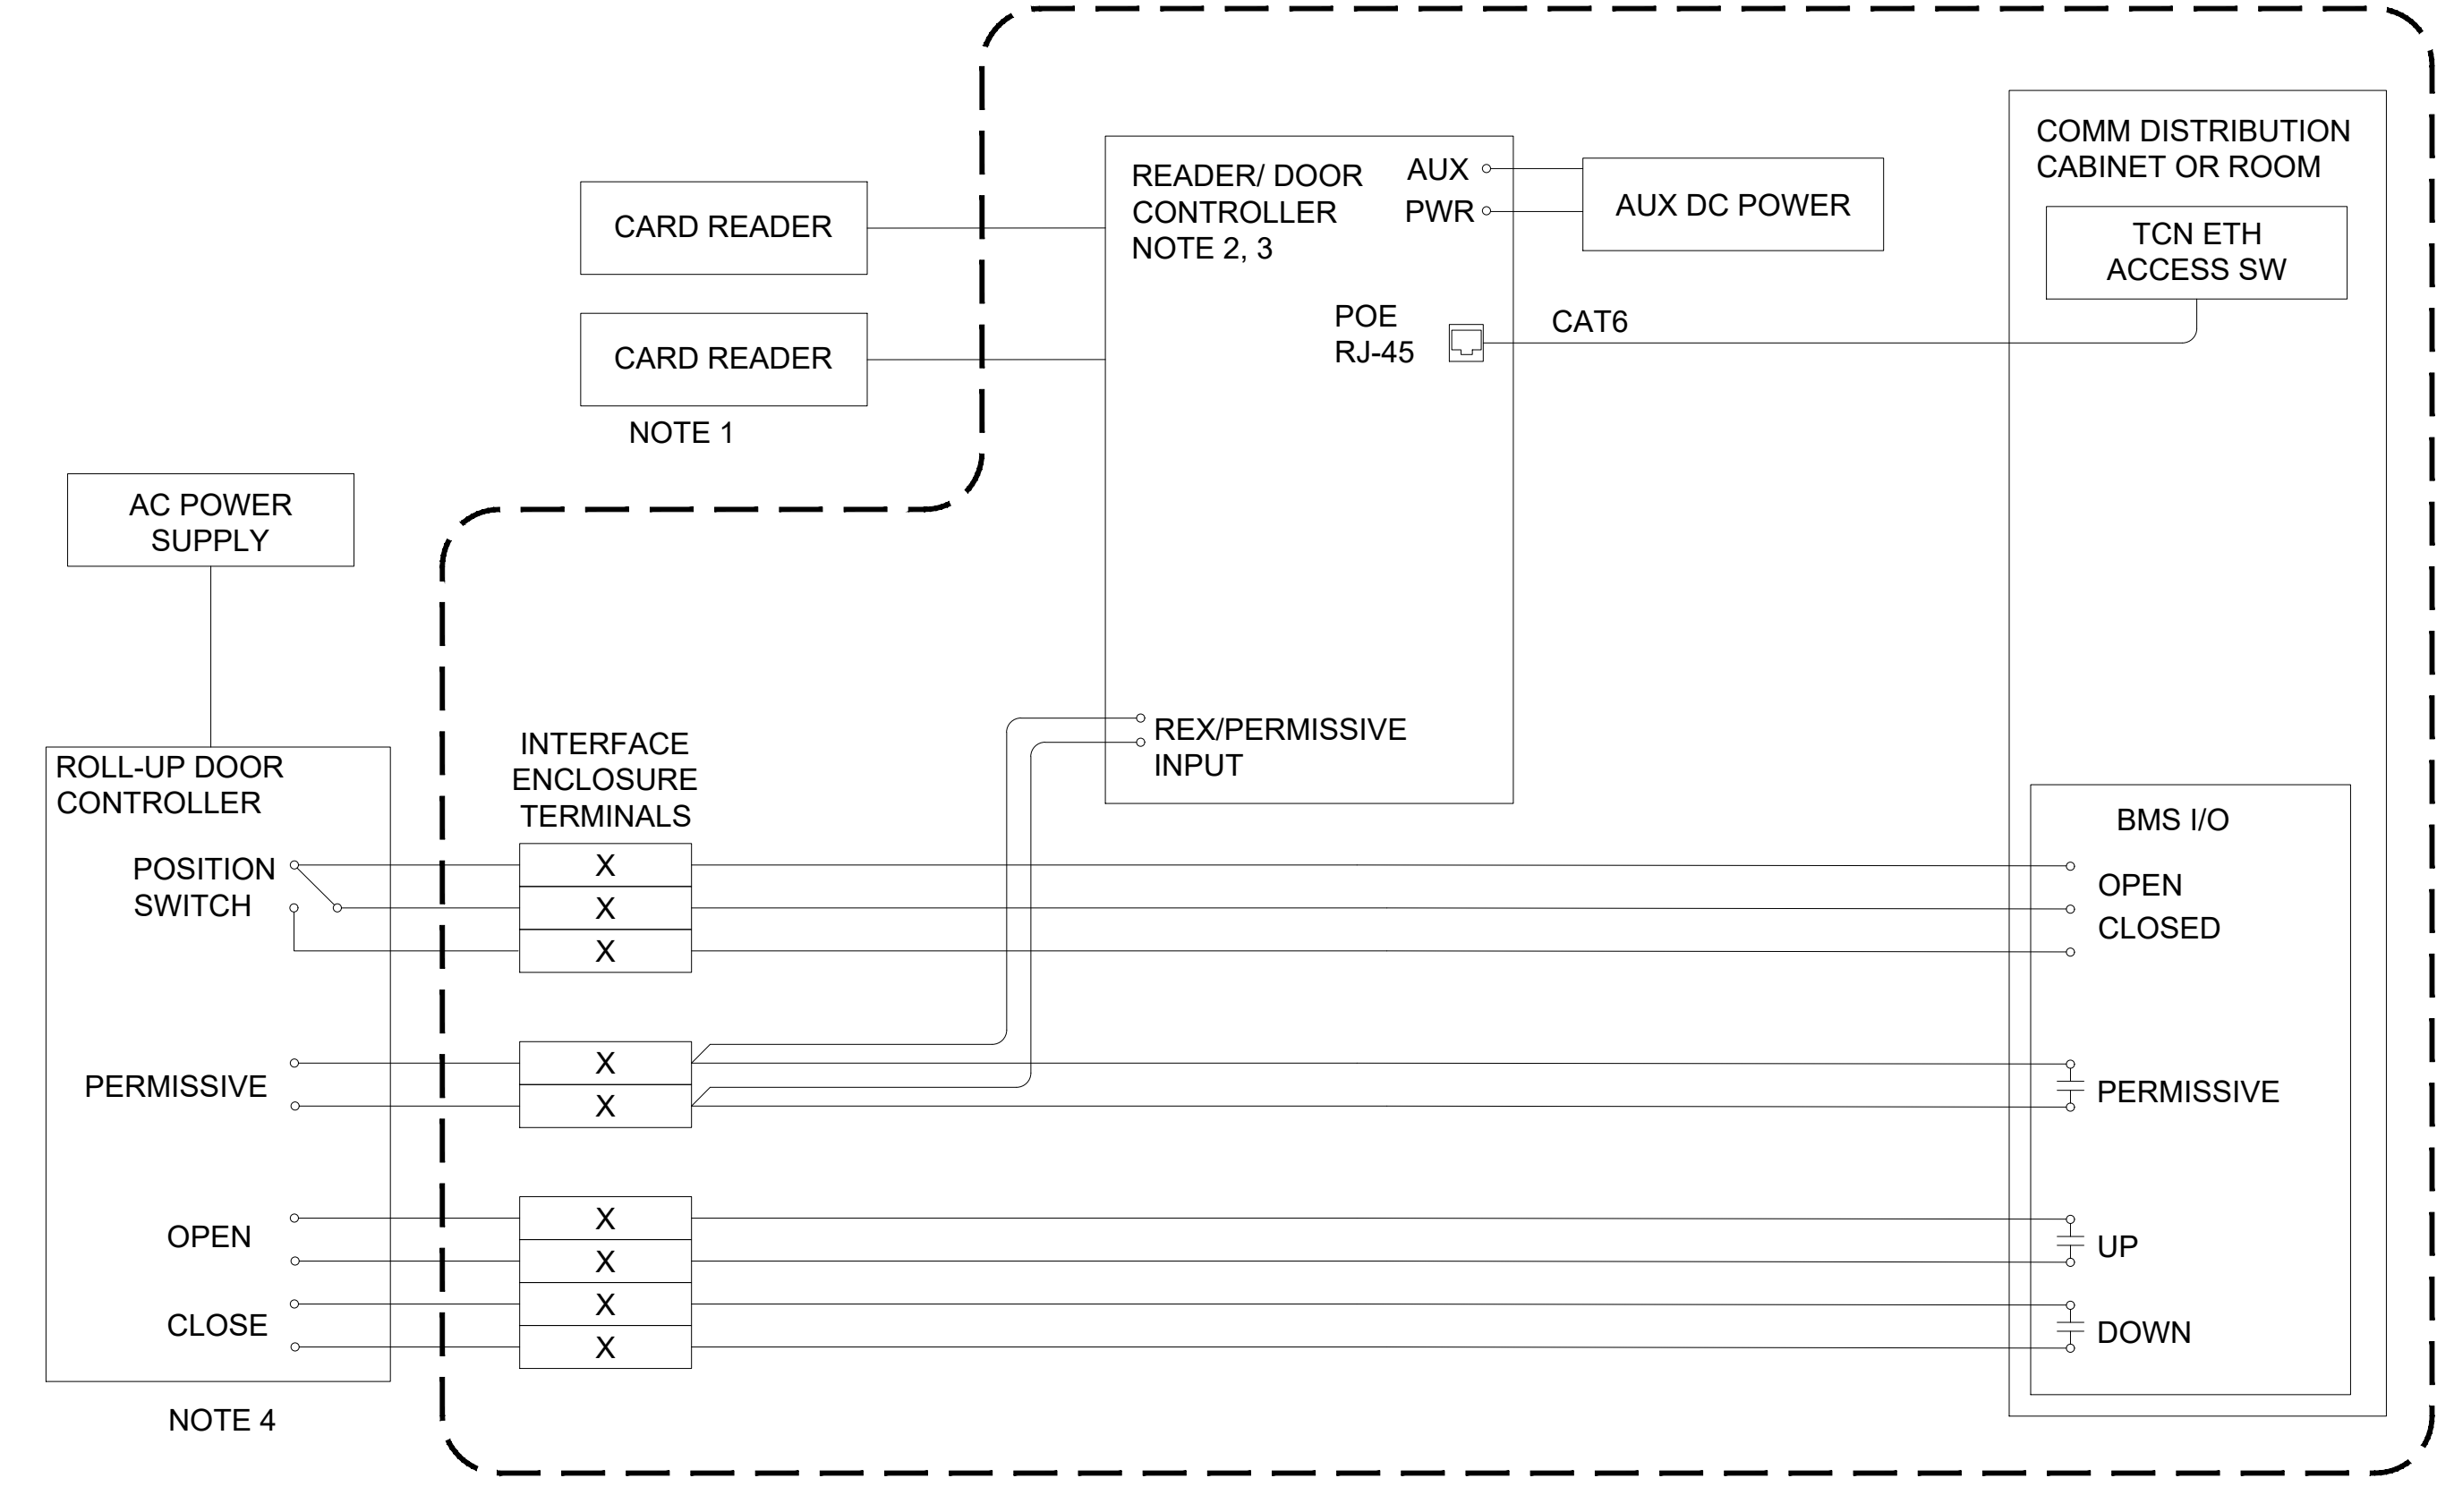 COMM DISTRIBUTION
CABINET OR ROOM
READER/ DOOR
CONTROLLER
NOTE 2, 3
AUX
PWR
AUX DC POWER
CARD READER
TCN ETH
ACCESS SW
POE
RJ-45
CAT6
CARD READER
NOTE 1
AC POWER
SUPPLY
REX/PERMISSIVE
INPUT
INTERFACE
ENCLOSURE
TERMINALS
ROLL-UP DOOR
CONTROLLER
BMS I/O
POSITION
SWITCH
X
X
X
OPEN
CLOSED
PERMISSIVE
X
X
PERMISSIVE
OPEN
X
X
UP
CLOSE
X
X
DOWN
NOTE 4